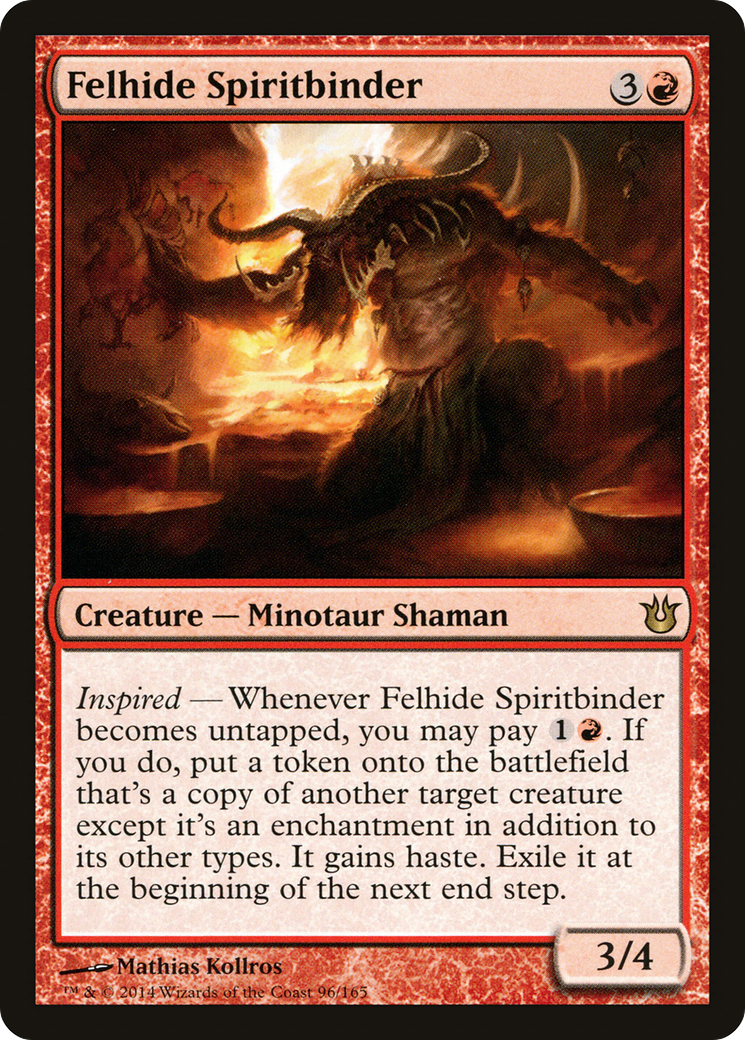 Felhide Spiritbinder 3
Creature — Minotaur Shaman
Inspired — Whenever Felhide Spiritbinder
becomes untapped, you may pay 1 . If
you do, put a token onto the battlefield
that's a copy of another target creature
except it's an enchantment in addition to
its other types. It gains haste. Exile it at
the beginning of the next end step.
3/4
Mathias Kollros
™ & © 2014 Wizards of the Coast 96/165